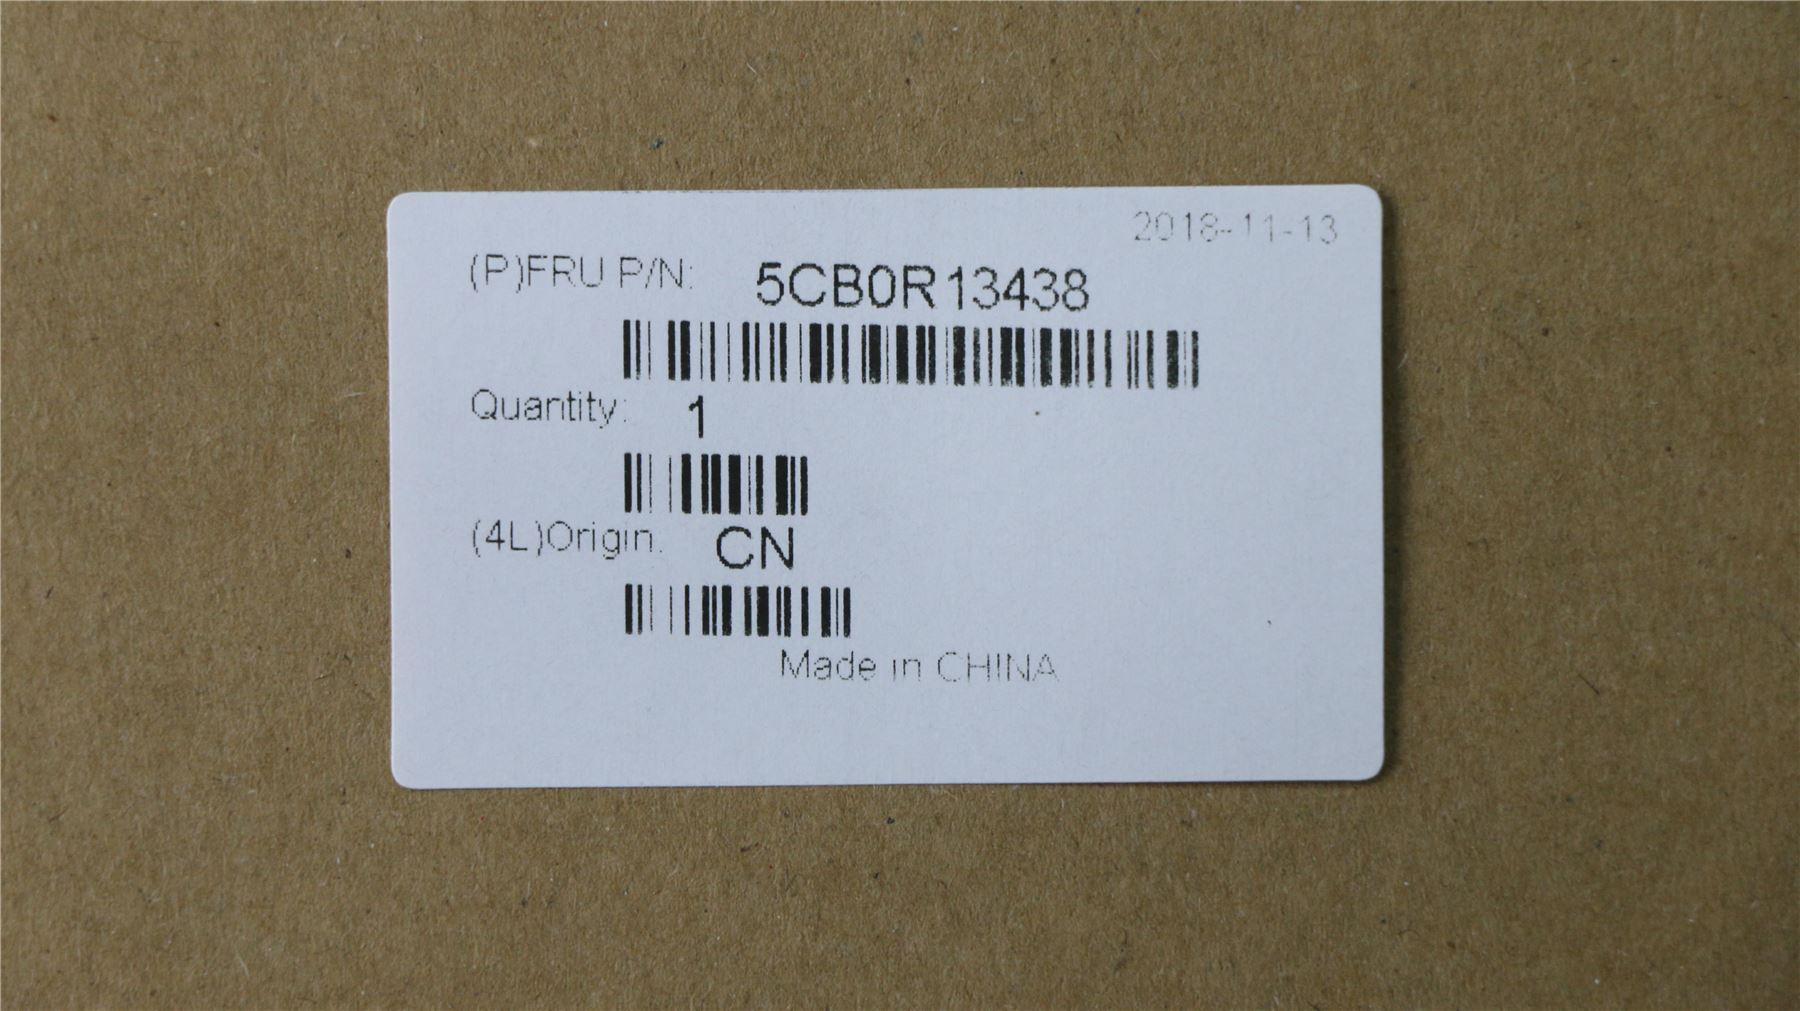 2018-11-13
(P)FRU P/N: 5CB0R13438
Quantity: 1
(4L)Origin: CN
Made in CHINA